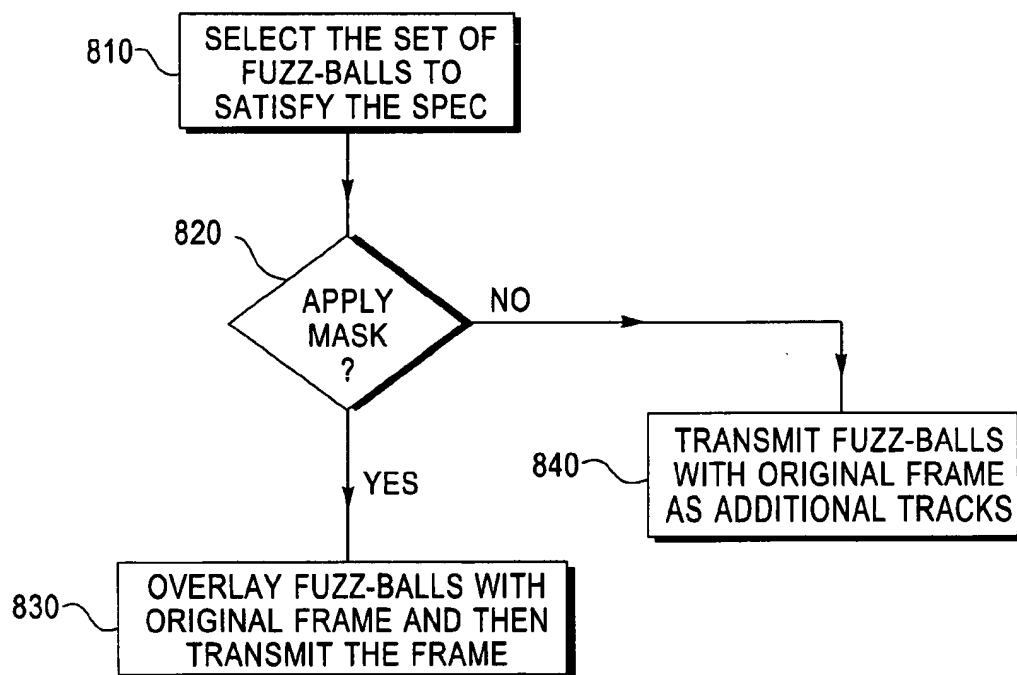 810
SELECT THE SET OF
FUZZ-BALLS TO
SATISFY THE SPEC
820
APPLY
MASK
?
NO
YES
840
TRANSMIT FUZZ-BALLS
WITH ORIGINAL FRAME
AS ADDITIONAL TRACKS
830
OVERLAY FUZZ-BALLS WITH
ORIGINAL FRAME AND THEN
TRANSMIT THE FRAME